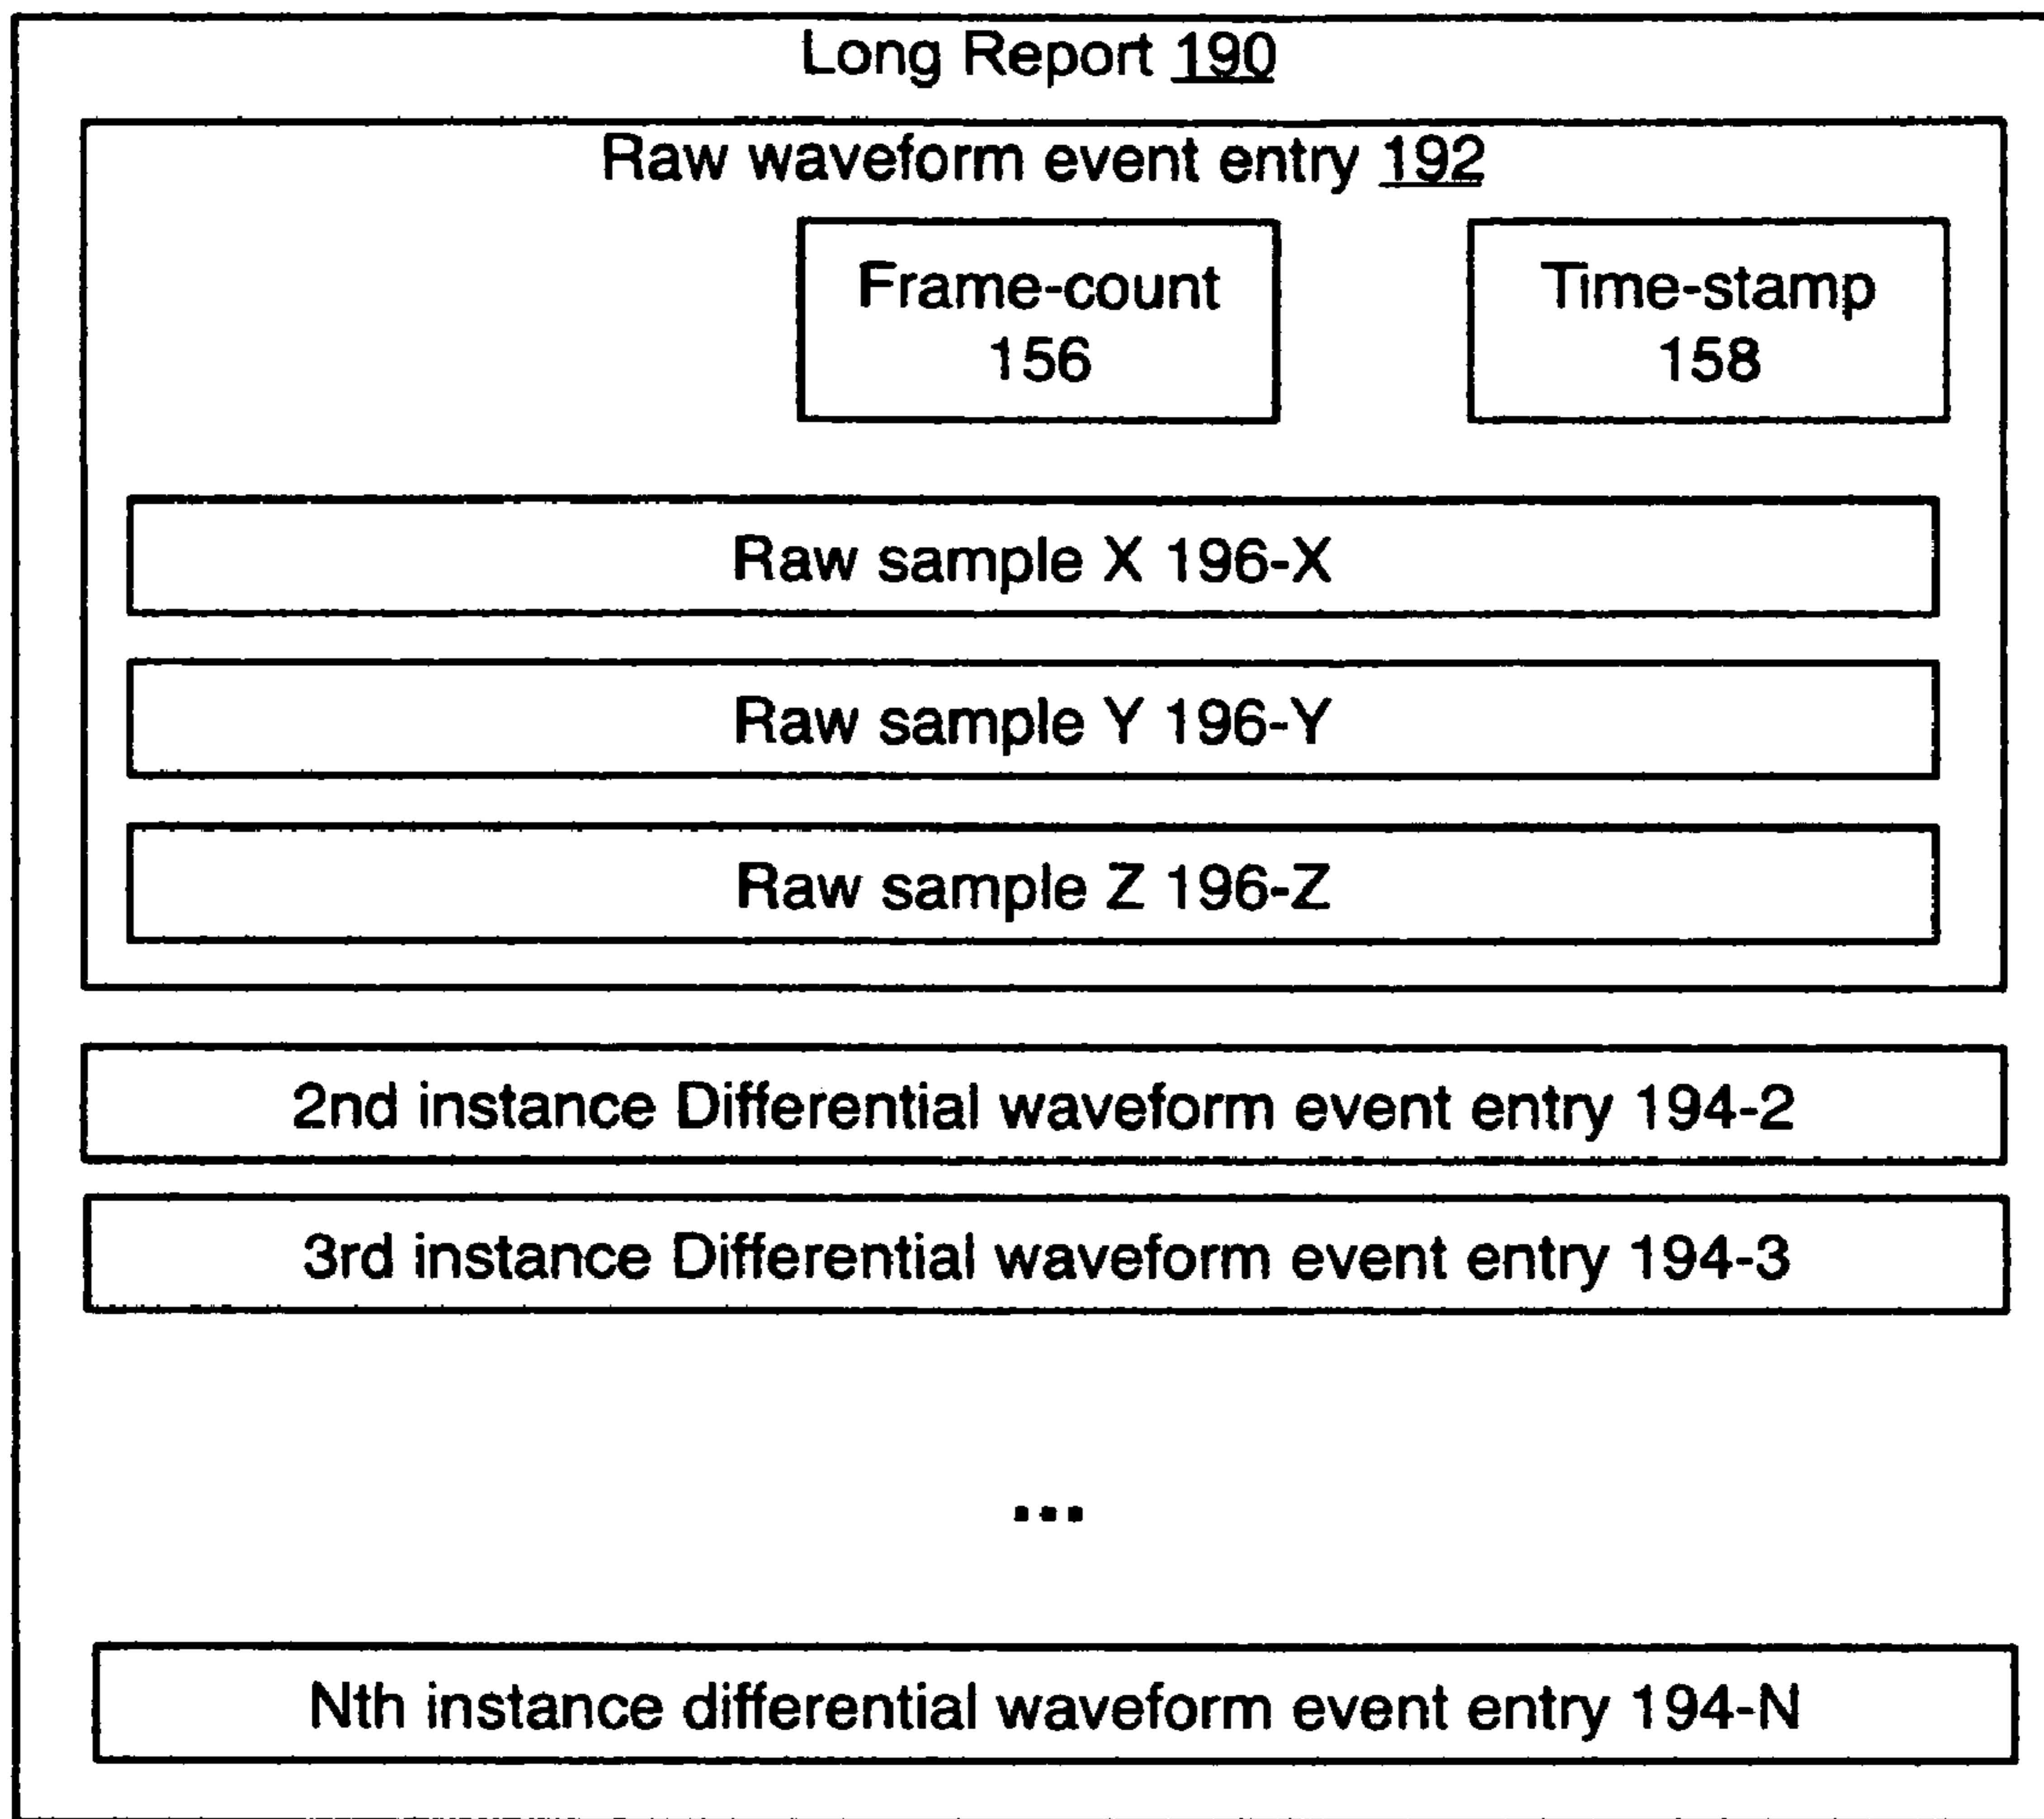 Long Report 190
Raw waveform event entry 192
Frame-count
156
Time-stamp
158
Raw sample X 196-X
Raw sample Y 196-Y
Raw sample Z 196-Z
2nd instance Differential waveform event entry 194-2
3rd instance Differential waveform event entry 194-3
...
Nth instance differential waveform event entry 194-N